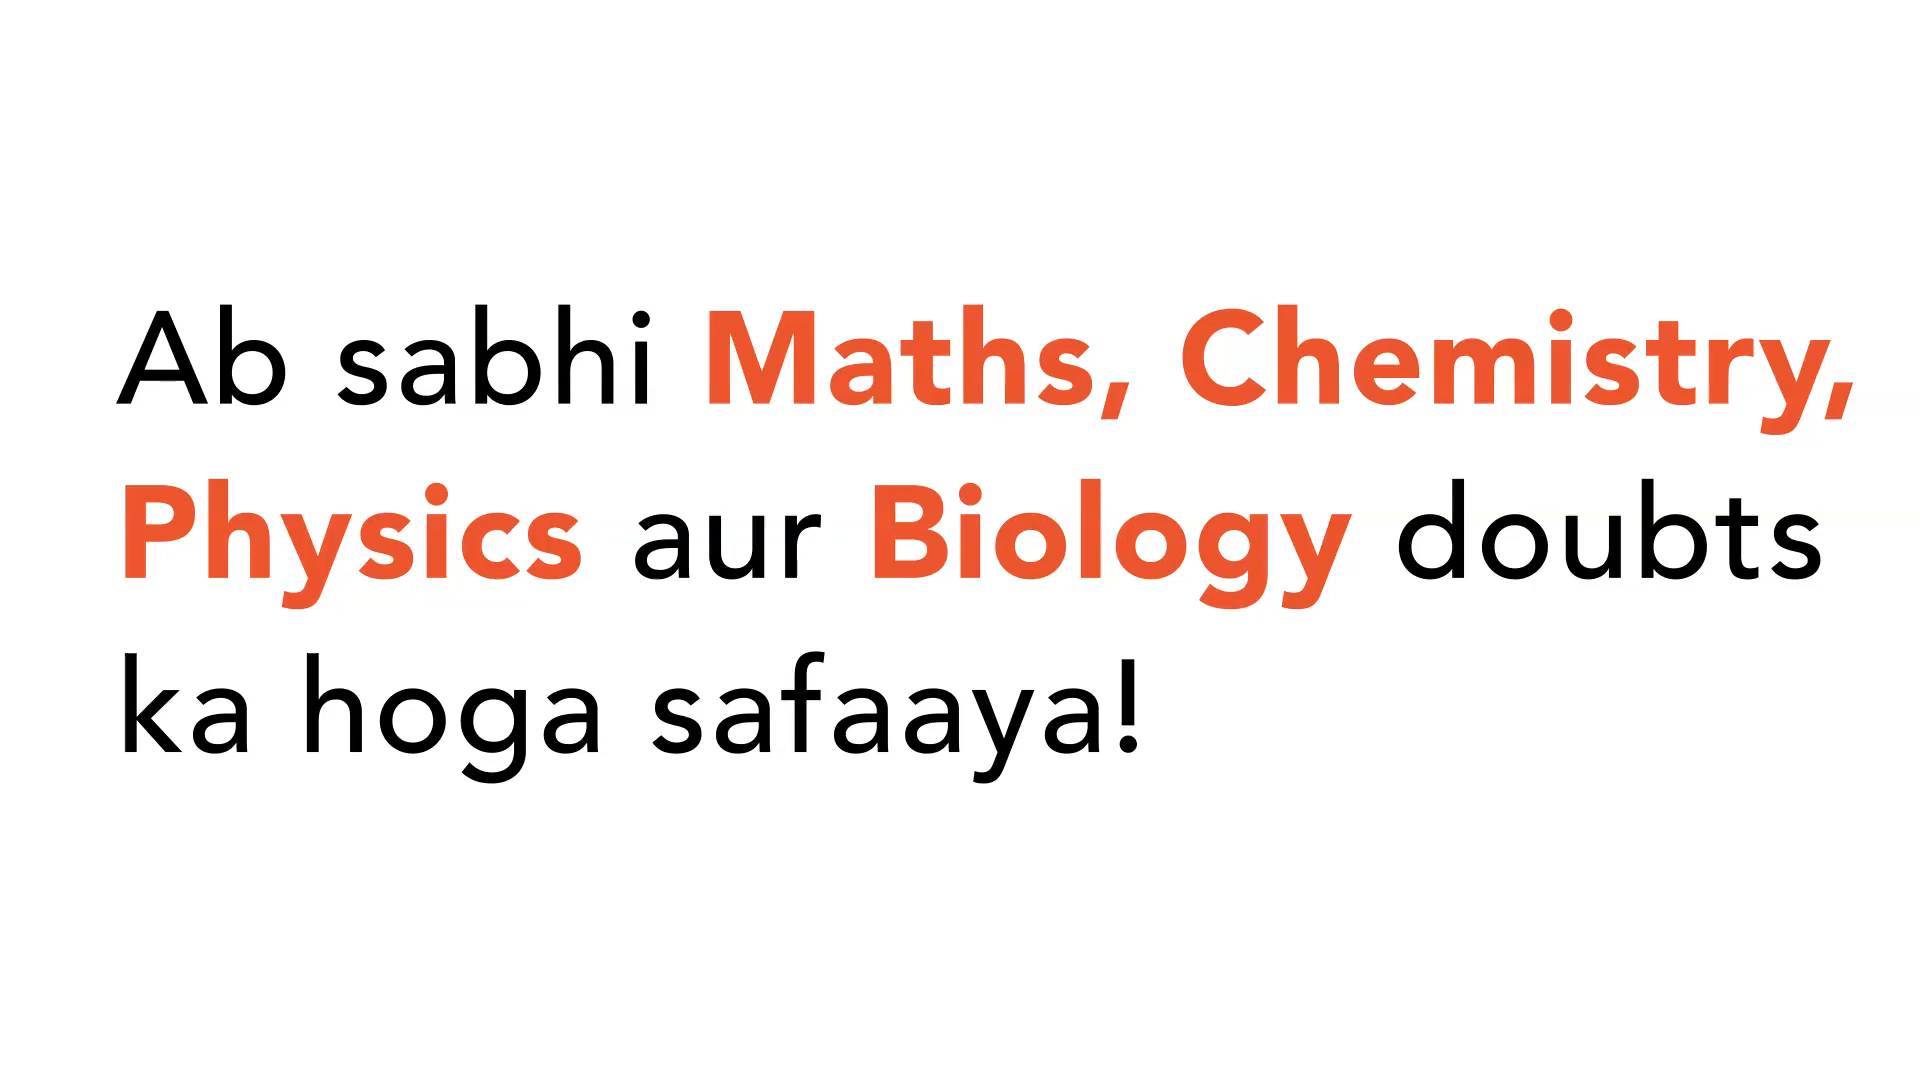 Ab sabhi Maths, Chemistry,
Physics aur Biology doubts
ka hoga safaaya!